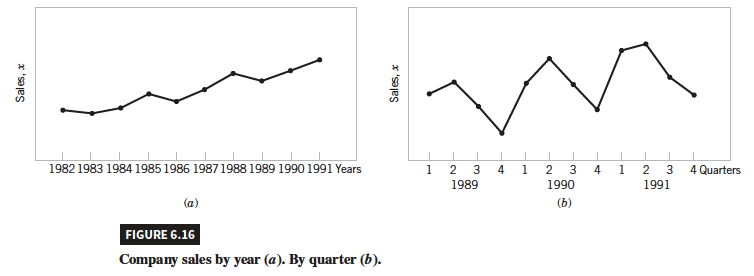 Sales, x
1982 1983 1984 1985 1986 1987 1988 1989 1990 1991 Years
(a)
Sales, x
1 2 3 4 1 2 3 4 1 2 3 4 Quarters
1989 1990 1991
(b)
FIGURE 6.16
Company sales by year (a). By quarter (b).